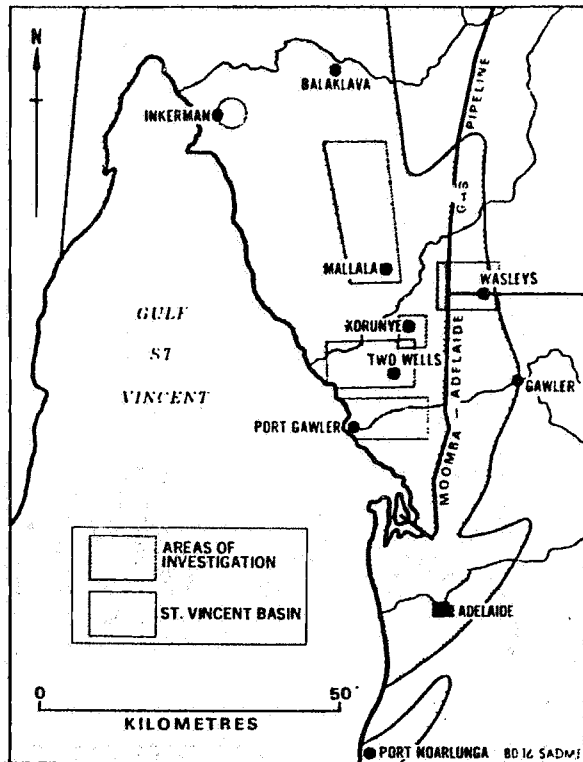 N
BALAKLAVA
INKERMAN
PIPELINE
GAS
MALLALA
WASLEYS
KORUNYE
GULF
ST
VINCENT
TWO WELLS
MOOMBA — ADELAIDE
GAWLER
PORT GAWLER
AREAS OF
INVESTIGATION
ST. VINCENT BASIN
ADELAIDE
0 50
KILOMETRES
PORT NOARLUNGA